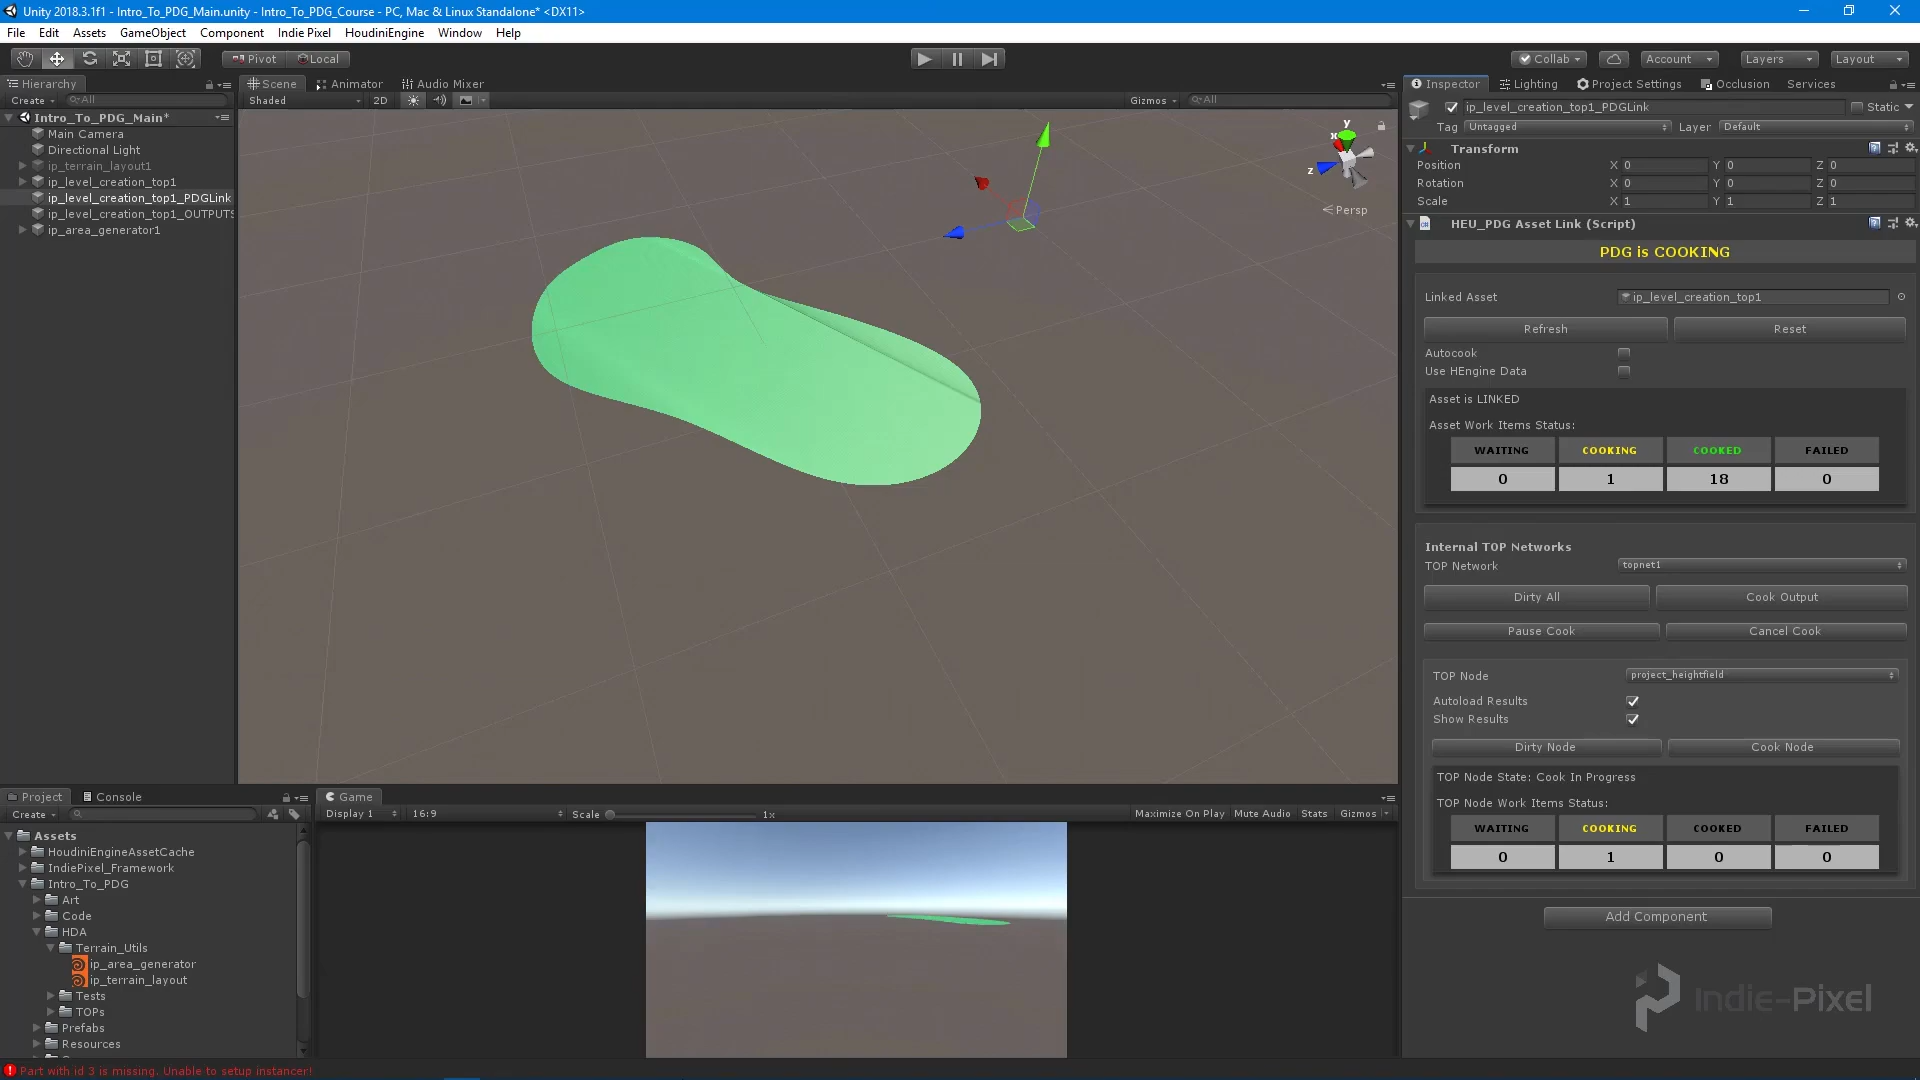 Unity 2018.3.1f1 - Intro_To_PDG_Main.unity - Intro_To_PDG_Course - PC, Mac & Linux Standalone* <DX11>
File Edit Assets GameObject Component Indie Pixel HoudiniEngine Window Help
Pivot Local Collab Account Layers Layout
Hierarchy
Create All
Intro_To_PDG_Main*
Main Camera
Directional Light
ip_terrain_layout1
ip_level_creation_top1
ip_level_creation_top1_PDGLink
ip_level_creation_top1_OUTPUTS
ip_area_generator1
Scene Animator Audio Mixer
Shaded 2D Gizmos All
y
x
z
Persp
Inspector Lighting Project Settings Occlusion Services
ip_level_creation_top1_PDGLink Static
Tag Untagged Layer Default
Transform
Position X 0 Y 0 Z 0
Rotation X 0 Y 0 Z 0
Scale X 1 Y 1 Z 1
HEU_PDG Asset Link (Script)
PDG is COOKING
Linked Asset ip_level_creation_top1
Refresh Reset
Autocook
Use HEngine Data
Asset is LINKED
Asset Work Items Status:
WAITING COOKING COOKED FAILED
0 1 18 0
Internal TOP Networks
TOP Network topnet1
Dirty All Cook Output
Pause Cook Cancel Cook
TOP Node project_heightfield
Autoload Results
Show Results
Dirty Node Cook Node
TOP Node State: Cook In Progress
TOP Node Work Items Status:
WAITING COOKING COOKED FAILED
0 1 0 0
Add Component
Indie-Pixel
Project Console
Create
Assets
HoudiniEngineAssetCache
IndiePixel_Framework
Intro_To_PDG
Art
Code
HDA
Terrain_Utils
ip_area_generator
ip_terrain_layout
Tests
TOPs
Prefabs
Resources
Game
Display 1 16:9 Scale 1x Maximize On Play Mute Audio Stats Gizmos
Part with id 3 is missing. Unable to setup instancer!